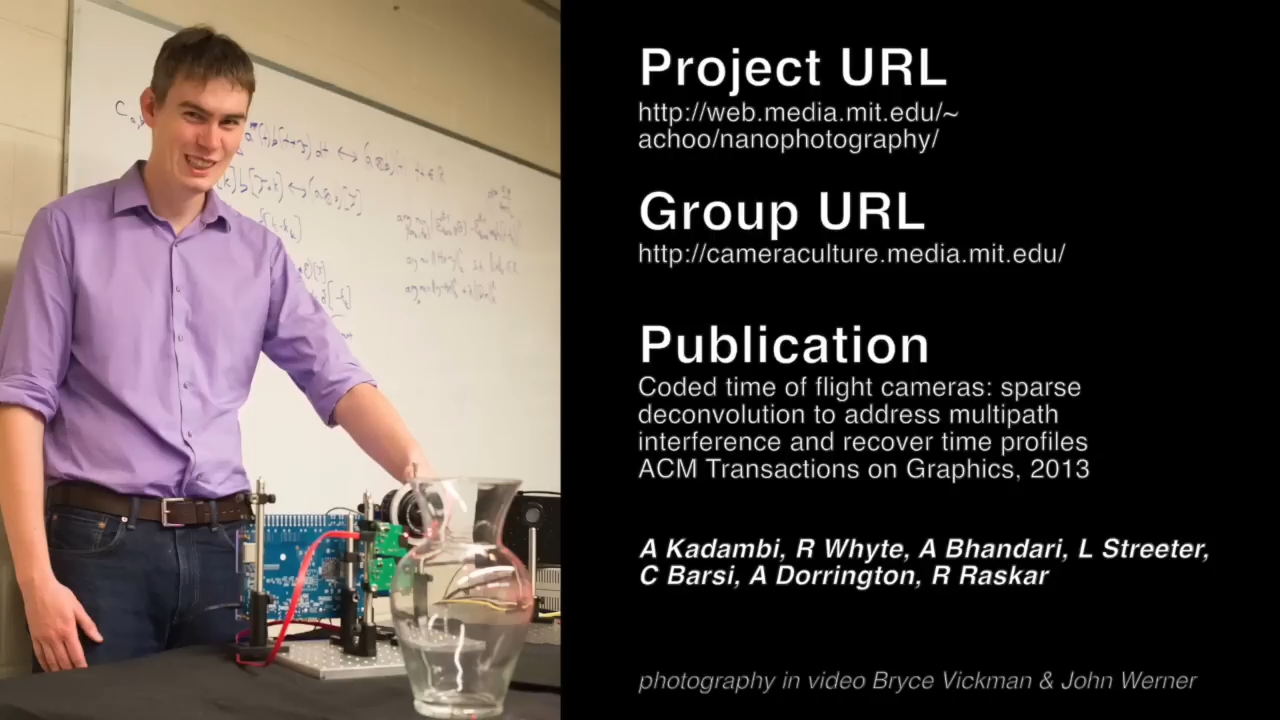 Project URL
http://web.media.mit.edu/~
achoo/nanophotography/
Group URL
http://cameraculture.media.mit.edu/
Publication
Coded time of flight cameras: sparse
deconvolution to address multipath
interference and recover time profiles
ACM Transactions on Graphics, 2013
A Kadambi, R Whyte, A Bhandari, L Streeter,
C Barsi, A Dorrington, R Raskar
photography in video Bryce Vickman & John Werner